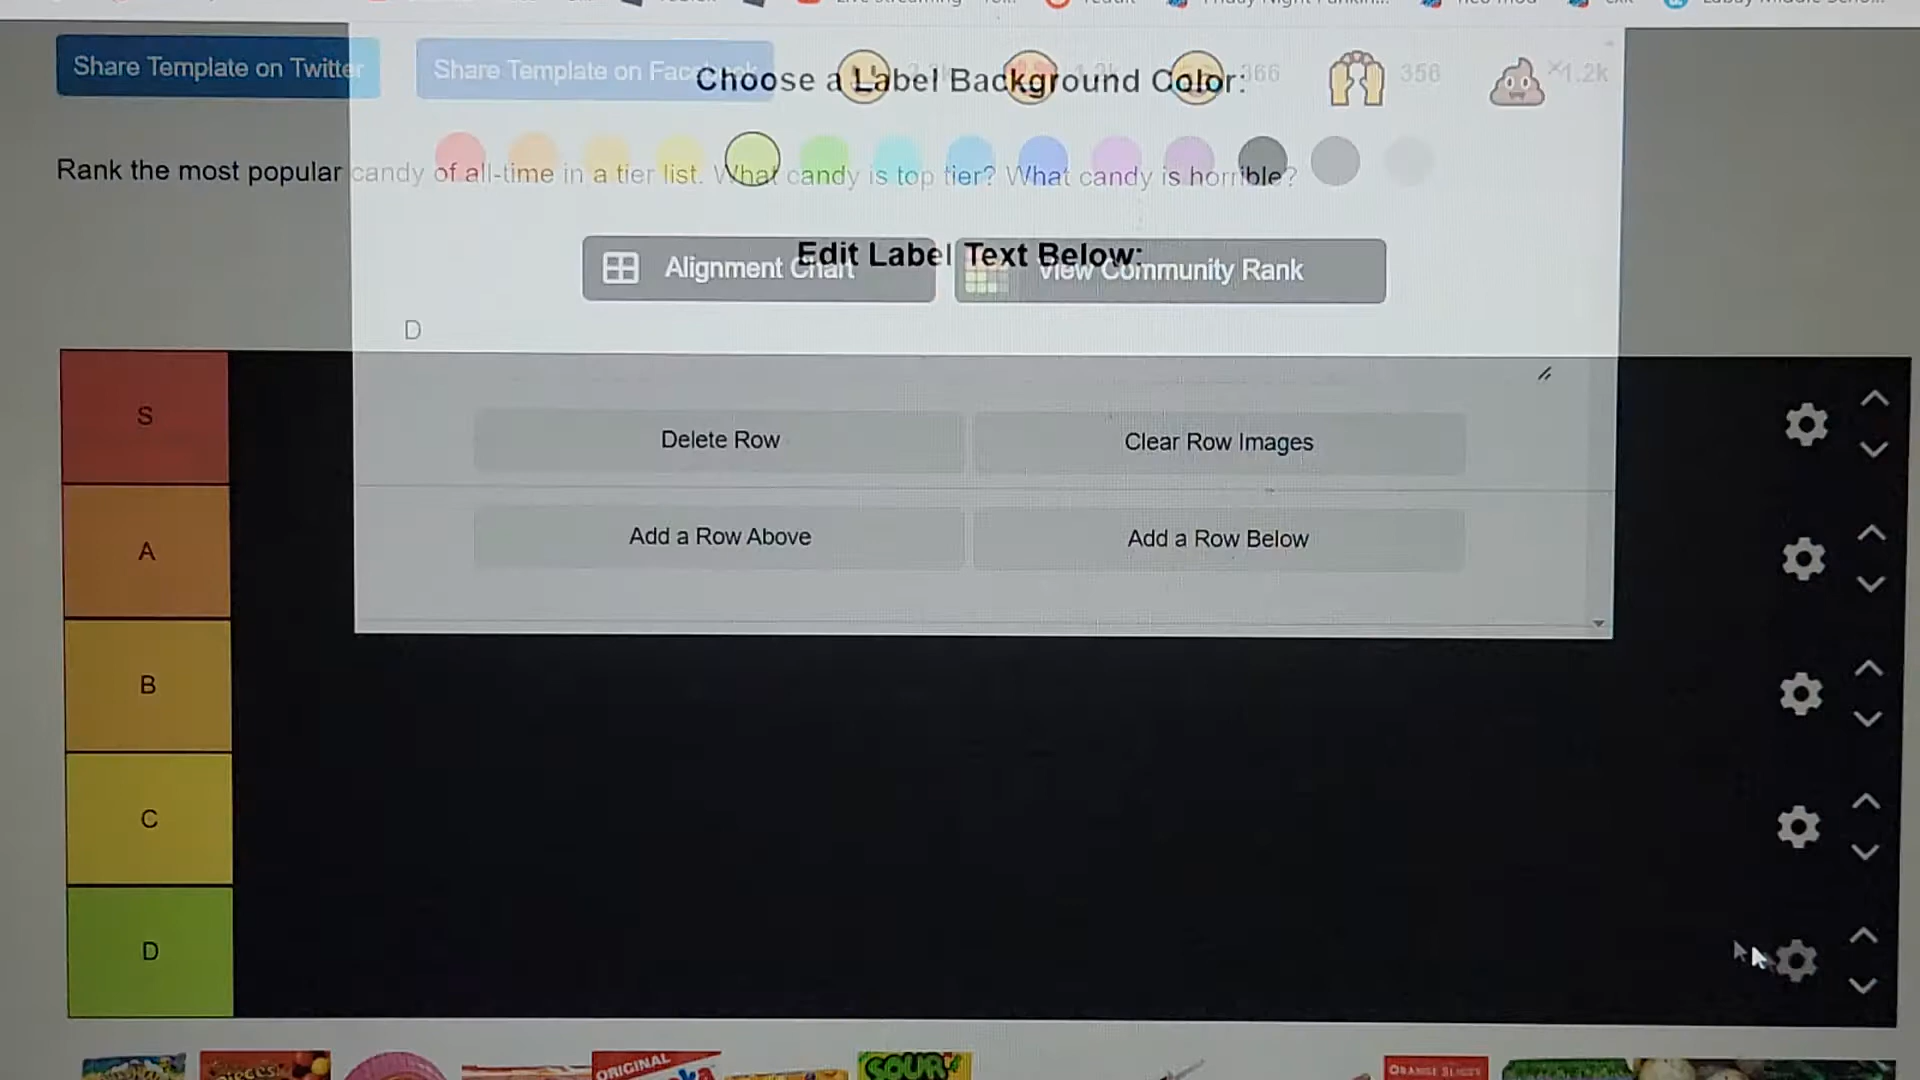 Share Template on Twitter
Share Template on Facebook
Choose a Label Background Color:
366
356
1.2k
Rank the most popular candy of all-time in a tier list. What candy is top tier? What candy is horrible?
Edit Label Text Below:
Alignment Chart
View Community Rank
D
S
Delete Row
Clear Row Images
A
Add a Row Above
Add a Row Below
B
C
D
ORIGINAL
SOUR
ORANGE SLICES